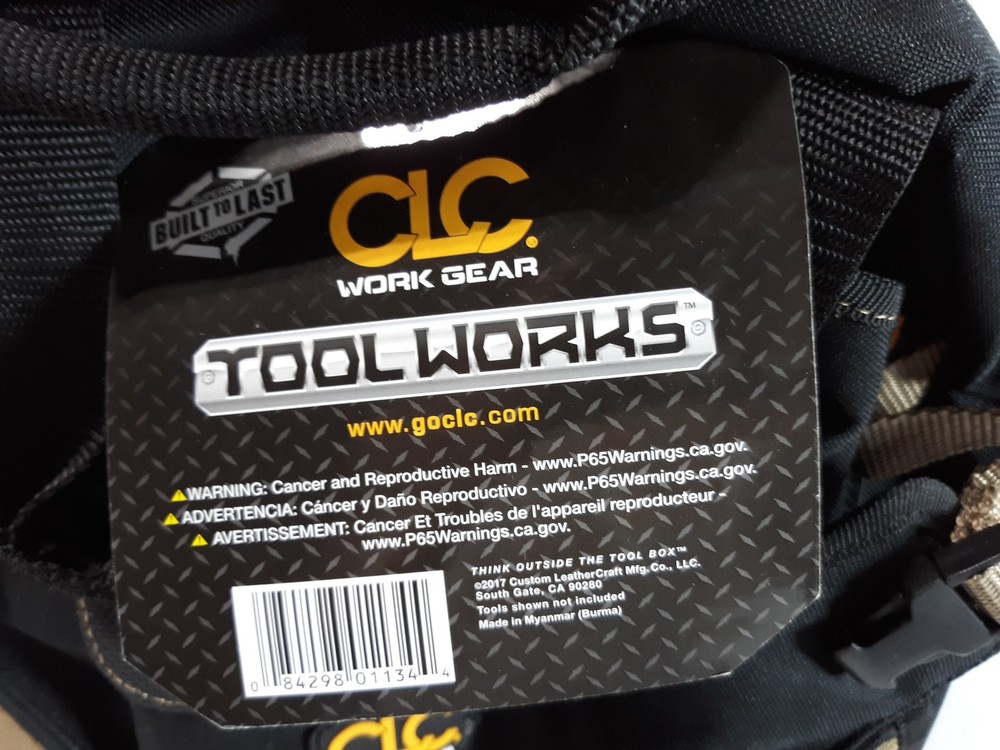 SUPERIOR
BUILT TO LAST
QUALITY
CLC®
WORK GEAR
TOOLWORKS™
www.goclc.com
WARNING: Cancer and Reproductive Harm - www.P65Warnings.ca.gov.
ADVERTENCIA: Cáncer y Daño Reproductivo - www.P65Warnings.ca.gov.
AVERTISSEMENT: Cancer Et Troubles de l'appareil reproducteur -
www.P65Warnings.ca.gov.
THINK OUTSIDE THE TOOL BOX™
©2017 Custom LeatherCraft Mfg. Co., LLC.
South Gate, CA 90280
Tools shown not included
Made in Myanmar (Burma)
0 84298 01134 4
CLC